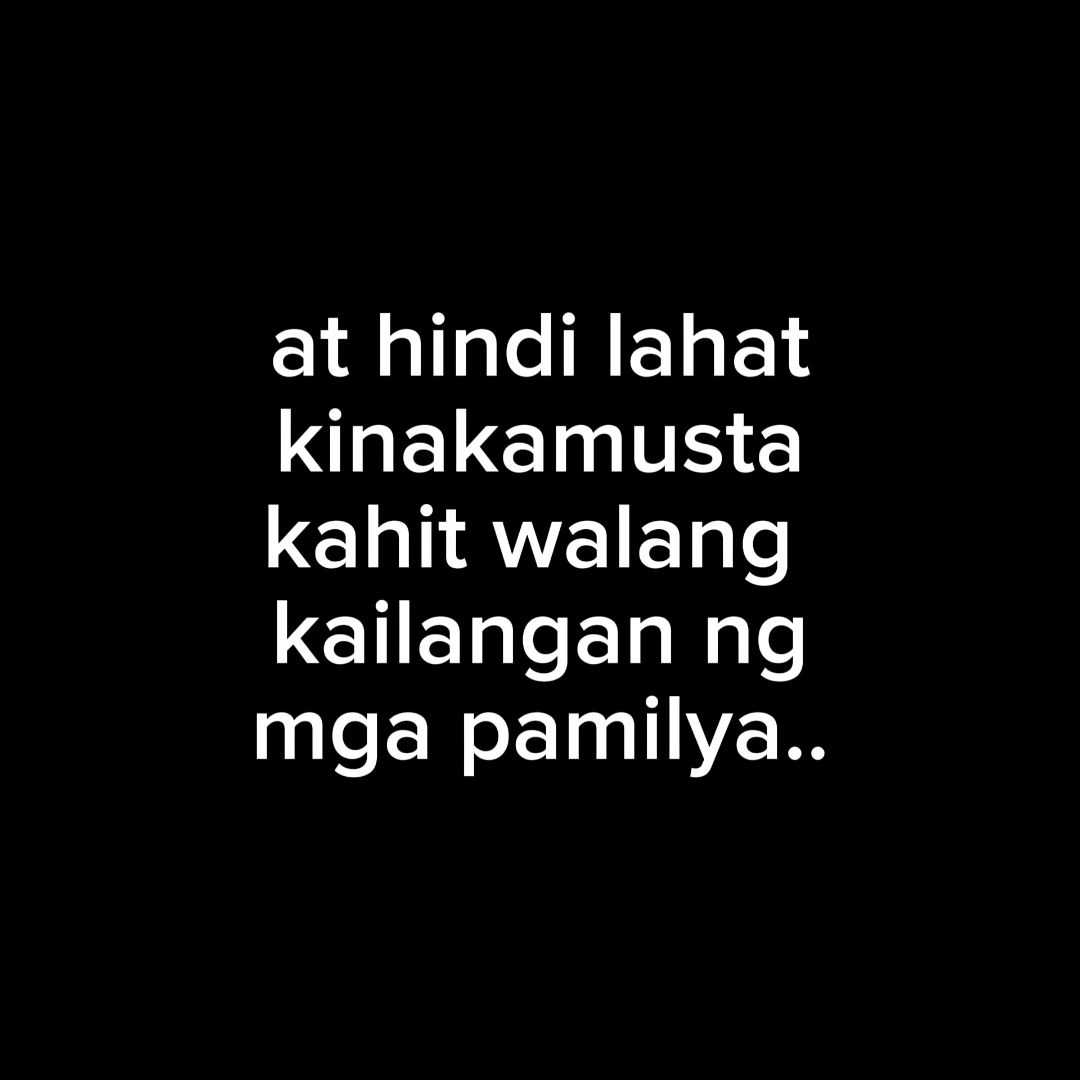 at hindi lahat
kinakamusta
kahit walang
kailangan ng
mga pamilya..